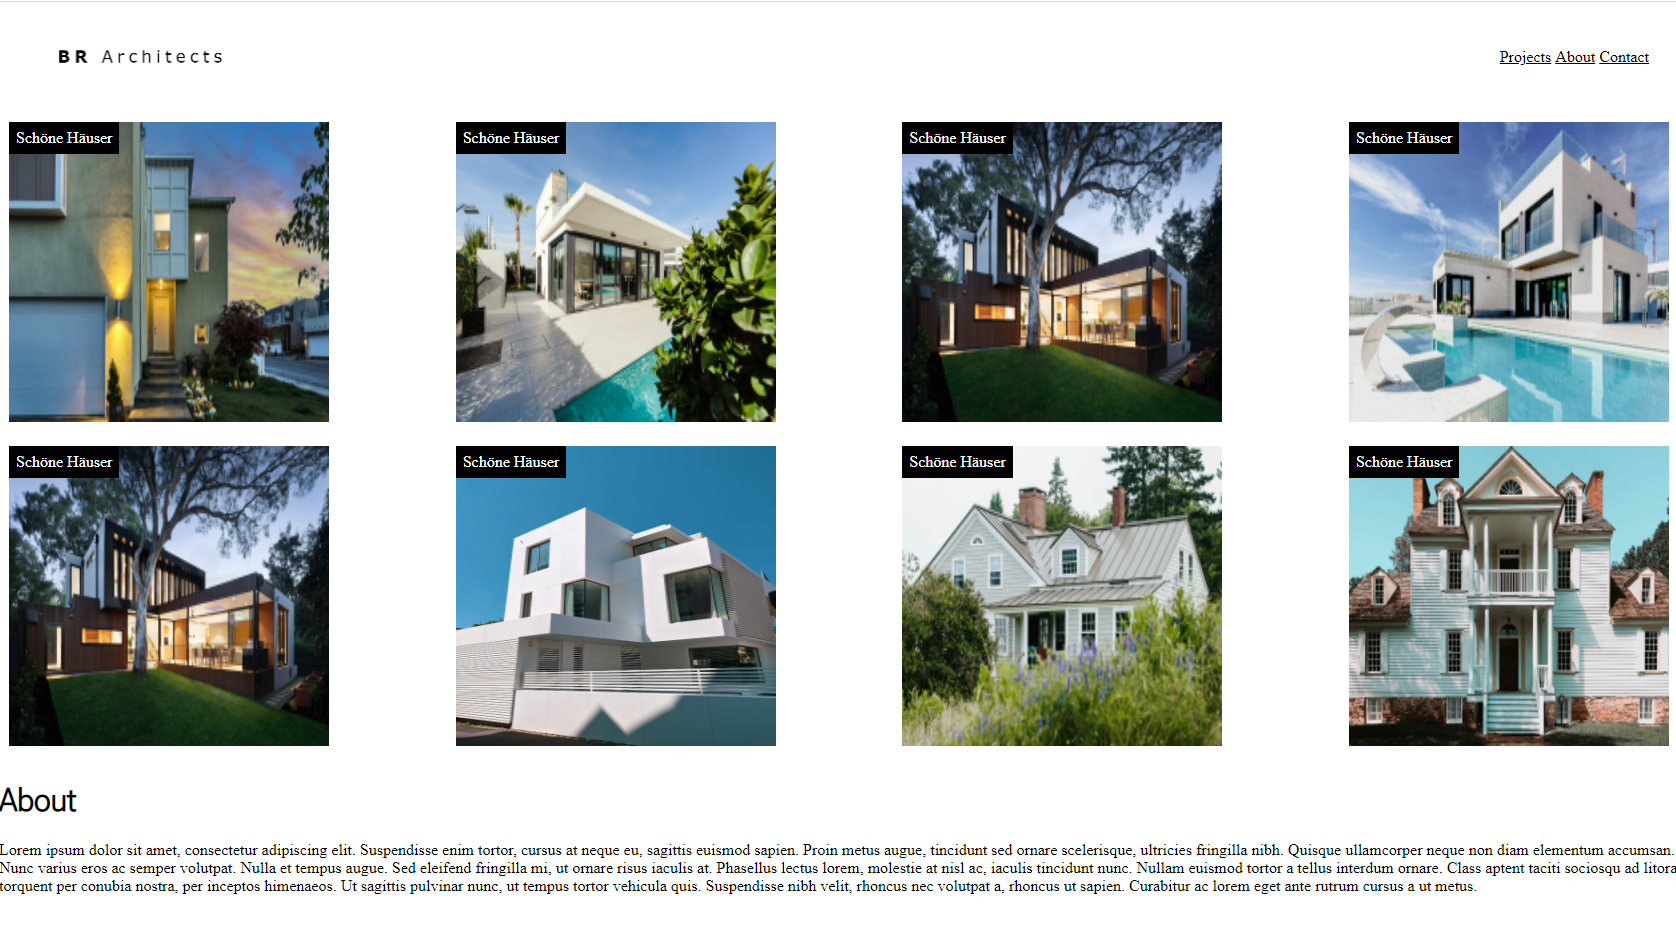 BR Architects
Projects About Contact
Schöne Häuser
Schöne Häuser
Schöne Häuser
Schöne Häuser
Schöne Häuser
Schöne Häuser
Schöne Häuser
Schöne Häuser
About
Lorem ipsum dolor sit amet, consectetur adipiscing elit. Suspendisse enim tortor, cursus at neque eu, sagittis euismod sapien. Proin metus augue, tincidunt sed ornare scelerisque, ultricies fringilla nibh. Quisque ullamcorper neque non diam elementum accumsan.
Nunc varius eros ac semper volutpat. Nulla et tempus augue. Sed eleifend fringilla mi, ut ornare risus iaculis at. Phasellus lectus lorem, molestie at nisl ac, iaculis tincidunt nunc. Nullam euismod tortor a tellus interdum ornare. Class aptent taciti sociosqu ad litora
torquent per conubia nostra, per inceptos himenaeos. Ut sagittis pulvinar nunc, ut tempus tortor vehicula quis. Suspendisse nibh velit, rhoncus nec volutpat a, rhoncus ut sapien. Curabitur ac lorem eget ante rutrum cursus a ut metus.